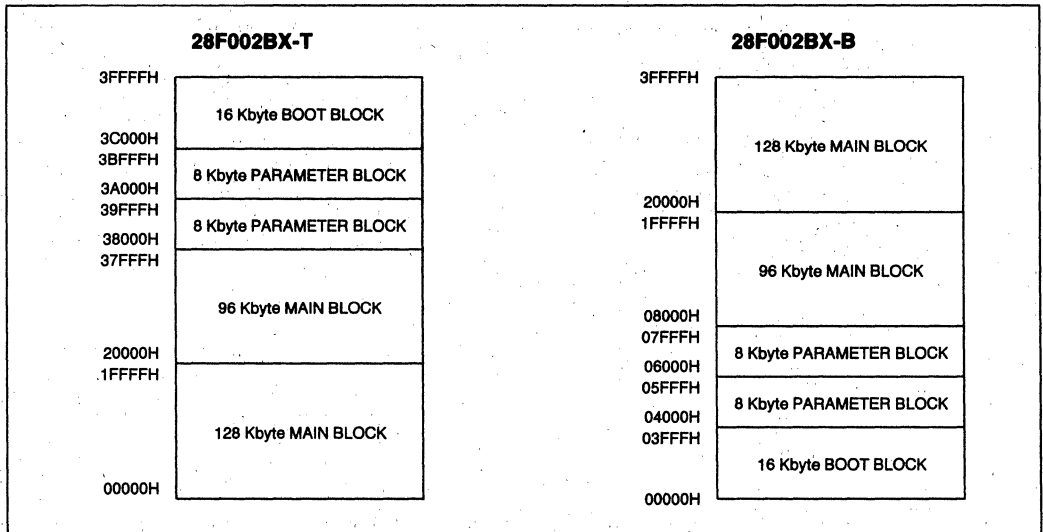 28F002BX-T
3FFFFH
16 Kbyte BOOT BLOCK
3C000H
3BFFFH
8 Kbyte PARAMETER BLOCK
3A000H
39FFFH
8 Kbyte PARAMETER BLOCK
38000H
37FFFH
96 Kbyte MAIN BLOCK
20000H
1FFFFH
128 Kbyte MAIN BLOCK
00000H
28F002BX-B
3FFFFH
128 Kbyte MAIN BLOCK
20000H
1FFFFH
96 Kbyte MAIN BLOCK
08000H
07FFFH
8 Kbyte PARAMETER BLOCK
06000H
05FFFH
8 Kbyte PARAMETER BLOCK
04000H
03FFFH
16 Kbyte BOOT BLOCK
00000H